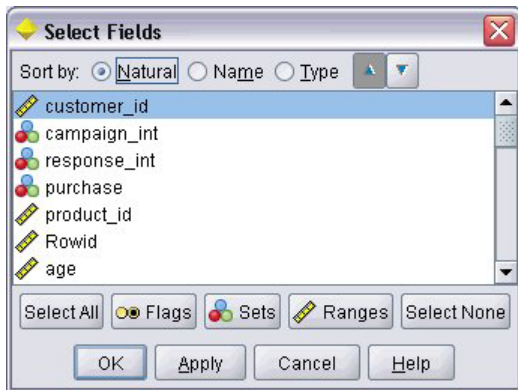 Select Fields
Sort by: Natural Name Type
customer_id
campaign_int
response_int
purchase
product_id
Rowid
age
Select All Flags Sets Ranges Select None
OK Apply Cancel Help